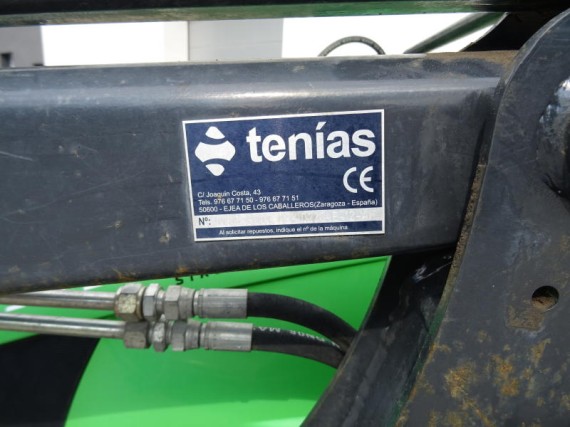 tenías
CE
C/ Joaquin Costa, 43
Tels. 976 67 71 50 - 976 67 71 51
50600 - EJEA DE LOS CABALLEROS(Zaragoza - España)
Nº:
Al solicitar repuestos, indique el nº de la máquina